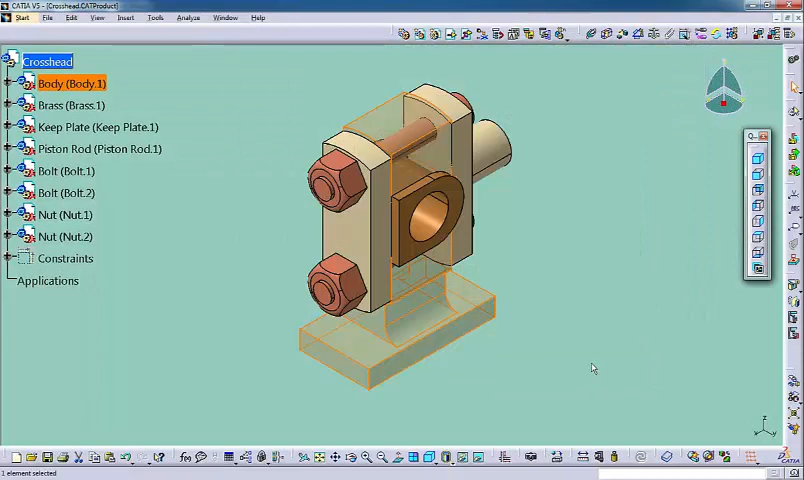 CATIA V5 - [Crosshead.CATProduct]
Start File Edit View Insert Tools Analyze Window Help
Crosshead
Body (Body.1)
Brass (Brass.1)
Keep Plate (Keep Plate.1)
Piston Rod (Piston Rod.1)
Bolt (Bolt.1)
Bolt (Bolt.2)
Nut (Nut.1)
Nut (Nut.2)
Constraints
Applications
Q...
z
x
y
1 element selected
CATIA